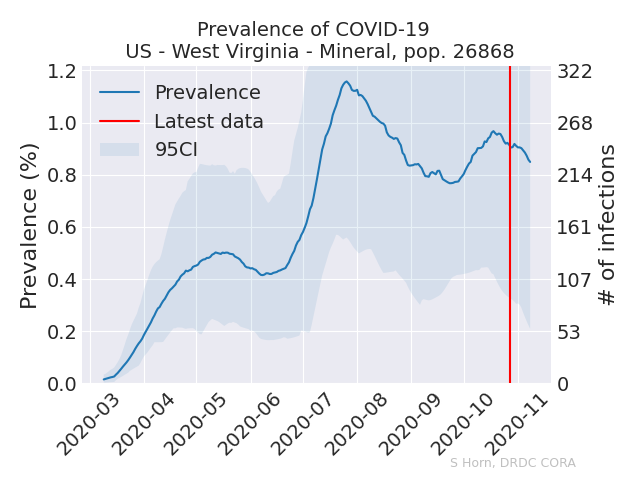 Prevalence of COVID-19
US - West Virginia - Mineral, pop. 26868
Prevalence
Latest data
95CI
Prevalence (%)
1.2
1.0
0.8
0.6
0.4
0.2
0.0
322
268
214
161
107
53
0
# of infections
2020-03
2020-04
2020-05
2020-06
2020-07
2020-08
2020-09
2020-10
2020-11
S Horn, DRDC CORA